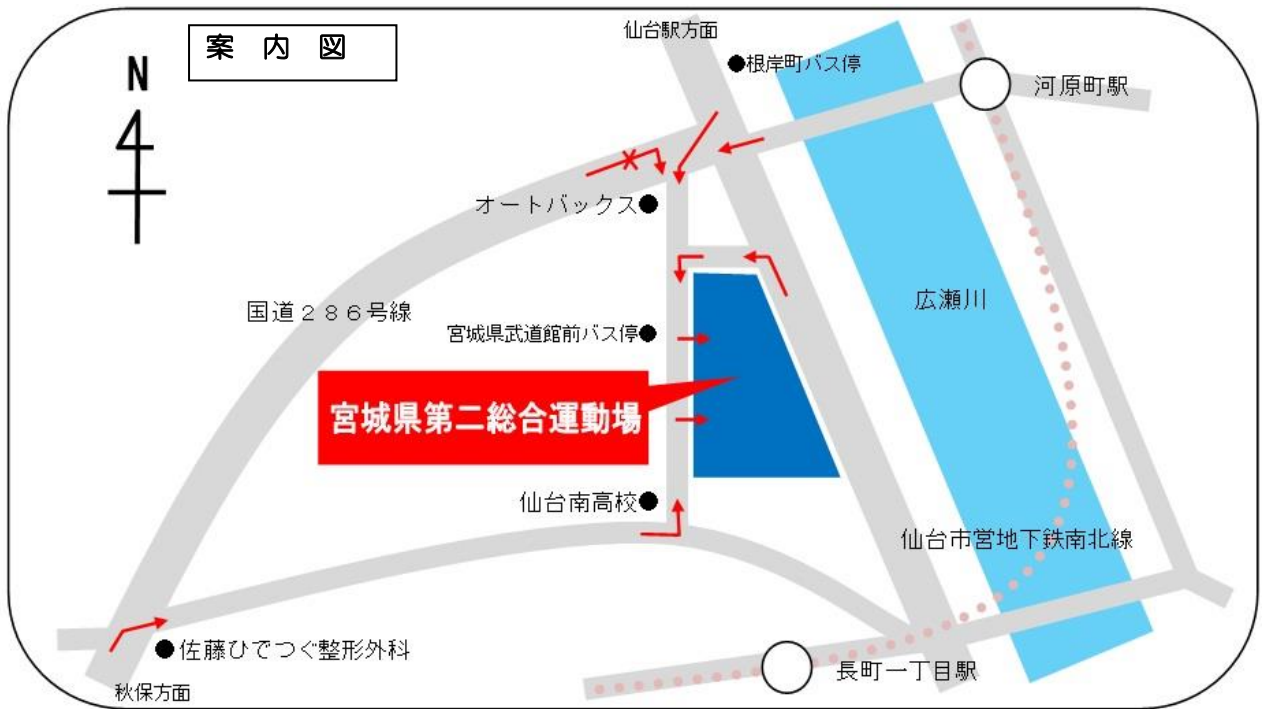 案 内 図
仙台駅方面
N
根岸町バス停
河原町駅
オートバックス
国道２８６号線
広瀬川
宮城県武道館前バス停
宮城県第二総合運動場
仙台南高校
仙台市営地下鉄南北線
佐藤ひでつぐ整形外科
長町一丁目駅
秋保方面